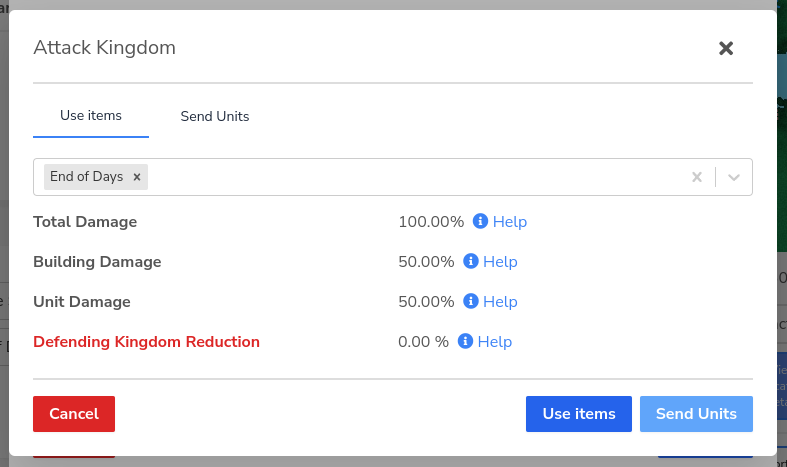 Attack Kingdom
Use items Send Units
End of Days
Total Damage 100.00% Help
Building Damage 50.00% Help
Unit Damage 50.00% Help
Defending Kingdom Reduction 0.00 % Help
Cancel Use items Send Units